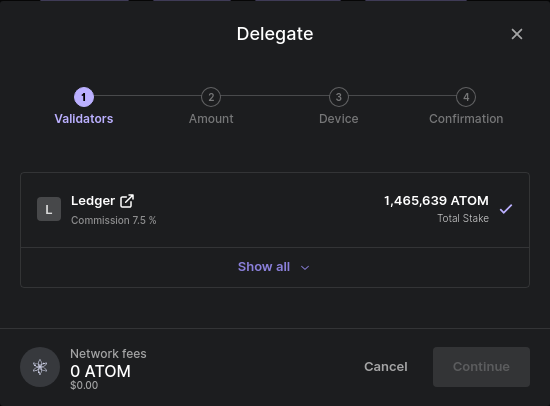 Delegate
1 2 3 4
Validators Amount Device Confirmation
L Ledger 1,465,639 ATOM
Commission 7.5 % Total Stake
Show all
Network fees
0 ATOM Cancel Continue
$0.00